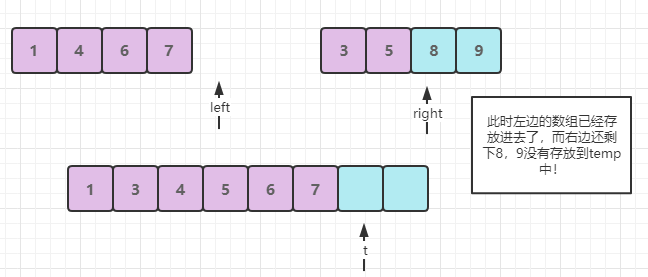 1 4 6 7
3 5 8 9
left
right
此时左边的数组已经存
放进去了，而右边还剩
下8，9没有存放到temp
中！
1 3 4 5 6 7
t